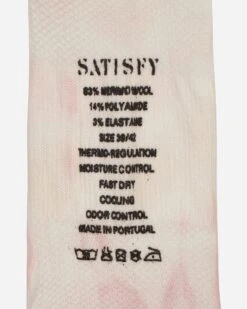 SATISFY
83% MERINO WOOL
14% POLYAMIDE
3% ELASTANE
SIZE 39/42
THERMO-REGULATION
MOISTURE CONTROL
FAST DRY
COOLING
ODOR CONTROL
MADE IN PORTUGAL